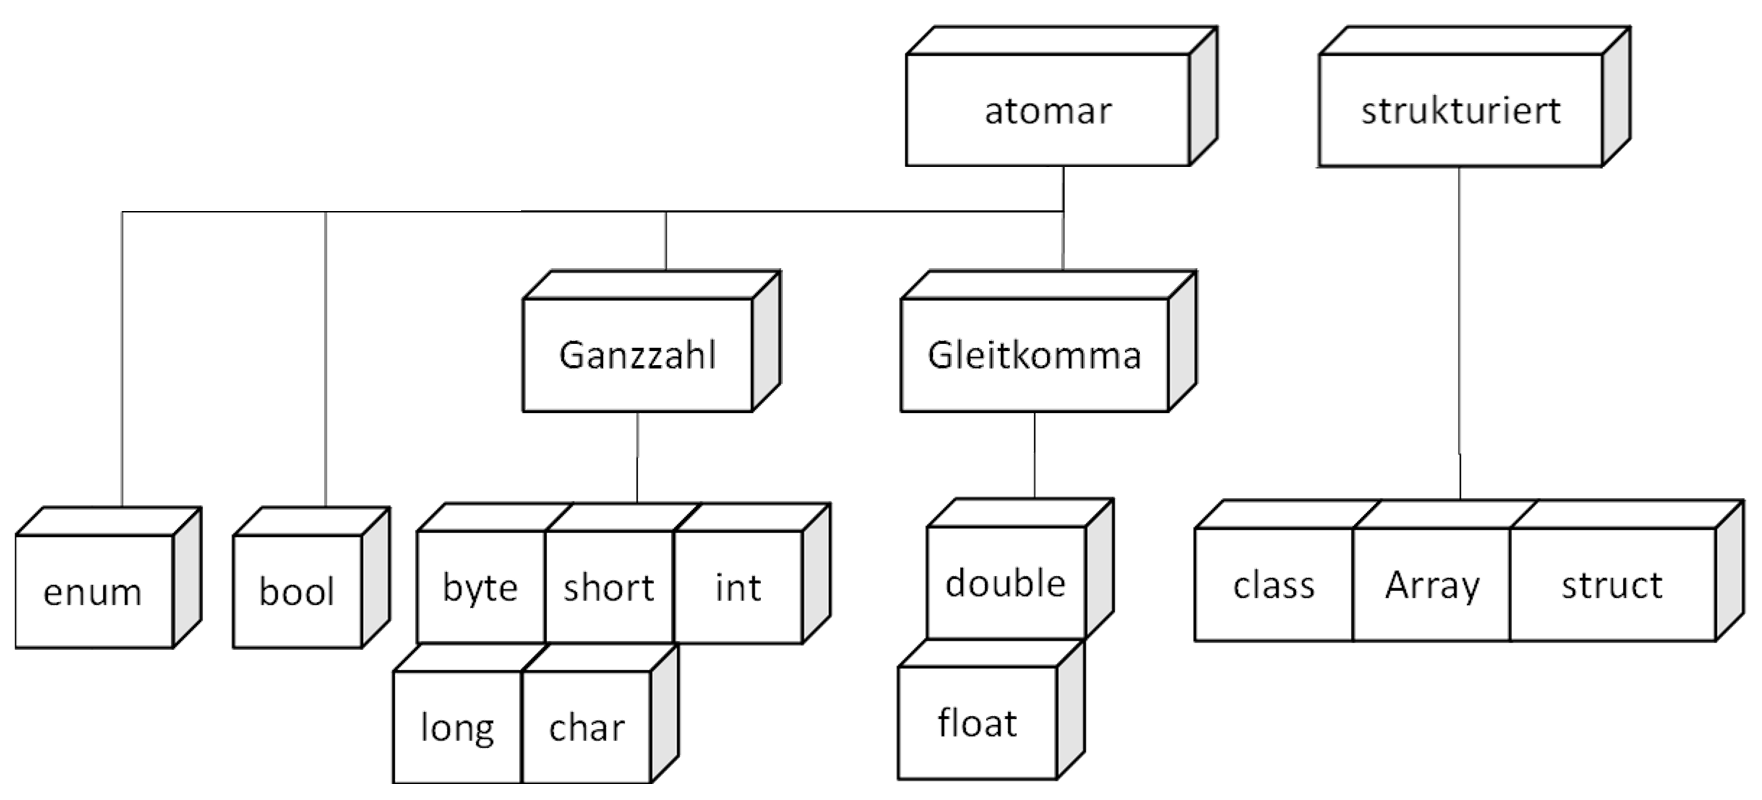 atomar
strukturiert
Ganzzahl
Gleitkomma
enum
bool
byte
short
int
double
class
Array
struct
long
char
float